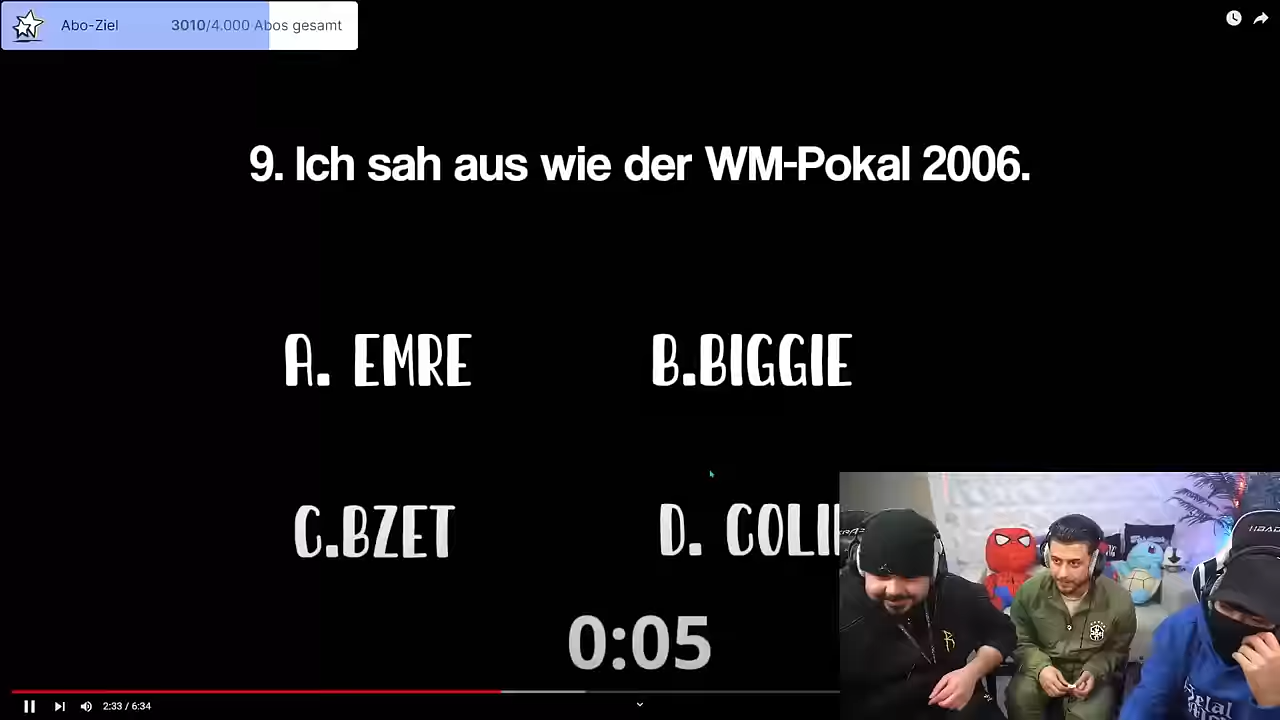 Abo-Ziel 3010/4.000 Abos gesamt
9. Ich sah aus wie der WM-Pokal 2006.
A. EMRE
B.BIGGIE
C.BZET
D. COLI
0:05
2:33 / 6:34